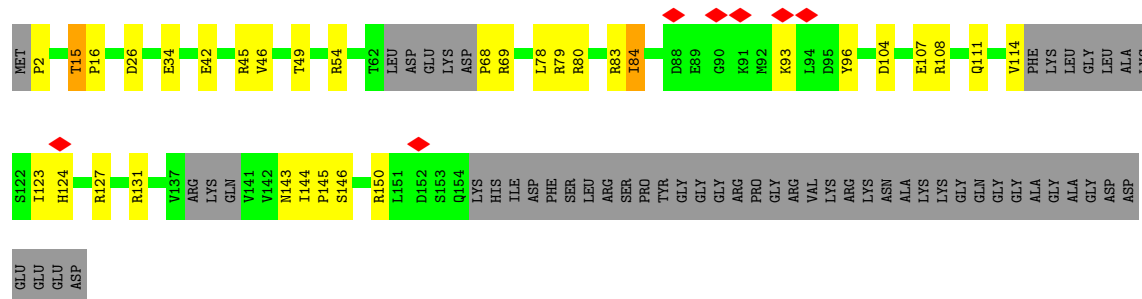 MET P2 T15 P16 D26 E34 E42 R45 V46 T49 R54 T62 LEU ASP GLU LYS ASP P68 R69 L78 R79 R80 R83 I84 D88 E89 G90 K91 M92 K93 L94 D95 Y96 D104 E107 R108 Q111 V114 PHE LYS LEU GLY LEU ALA
S122 I123 H124 R127 R131 V137 ARG LYS GLN V141 V142 N143 I144 P145 S146 R150 L151 D152 S153 Q154 LYS HIS ILE ASP PHE SER LEU ARG SER PRO TYR GLY GLY GLY ARG PRO GLY ARG VAL LYS ARG LYS ASN ALA LYS LYS GLY GLN GLY GLY ALA GLY ALA GLY ASP ASP
GLU GLU GLU ASP